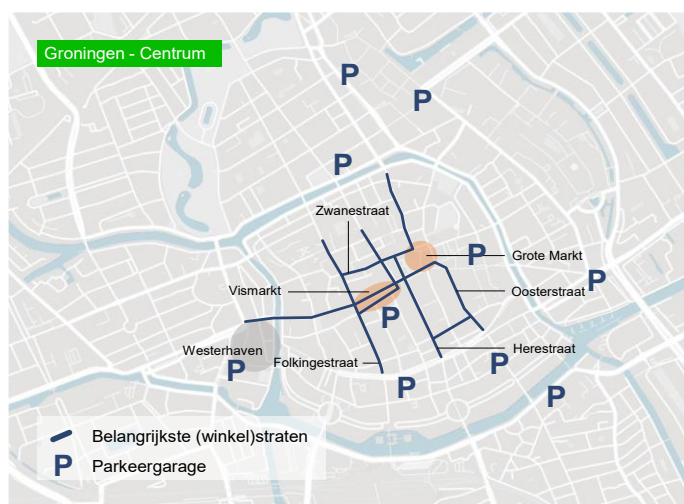 Groningen - Centrum
P
P
P
Zwanestraat
Grote Markt
P
P
Vismarkt
Oosterstraat
P
Westerhaven
Herestraat
Folkingestraat
P
P
P
P
Belangrijkste (winkel)straten
P Parkeergarage